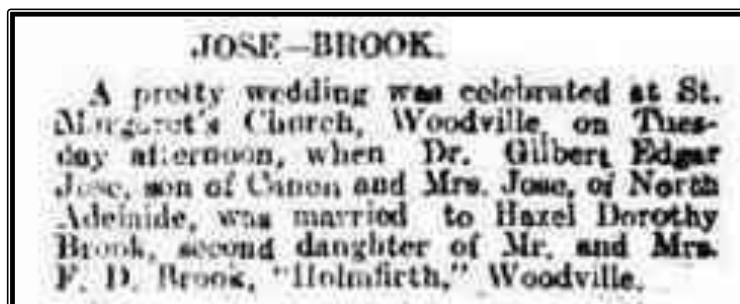 JOSE—BROOK.
A pretty wedding was celebrated at St.
Margaret's Church, Woodville, on Tues-
day afternoon, when Dr. Gilbert Edgar
Jose, son of Canon and Mrs. Jose, of North
Adelaide, was married to Hazel Dorothy
Brook, second daughter of Mr. and Mrs.
F. D. Brook, "Holmfirth," Woodville.